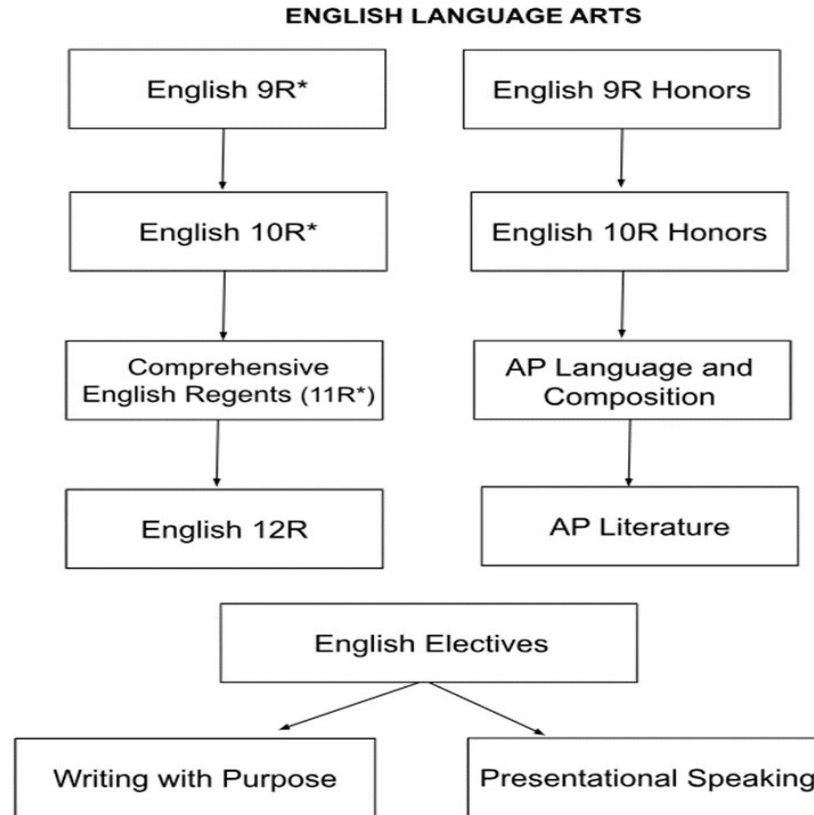 ENGLISH LANGUAGE ARTS
English 9R*
English 9R Honors
English 10R*
English 10R Honors
Comprehensive
English Regents (11R*)
AP Language and
Composition
English 12R
AP Literature
English Electives
Writing with Purpose
Presentational Speaking